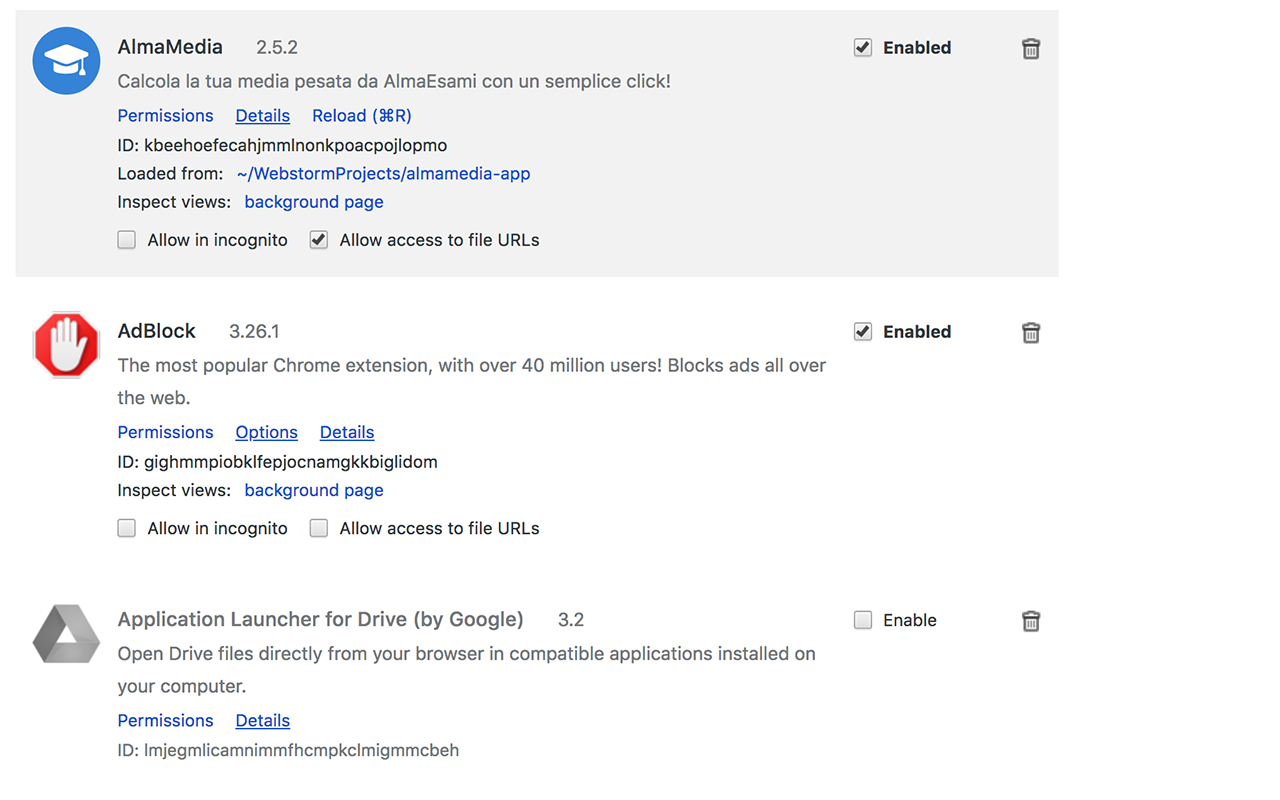 AlmaMedia 2.5.2 Enabled
Calcola la tua media pesata da AlmaEsami con un semplice click!
Permissions Details Reload (⌘R)
ID: kbeehoefecahjmmlnonkpoacpojlopmo
Loaded from: ~/WebstormProjects/almamedia-app
Inspect views: background page
Allow in incognito Allow access to file URLs
AdBlock 3.26.1 Enabled
The most popular Chrome extension, with over 40 million users! Blocks ads all over
the web.
Permissions Options Details
ID: gighmmpiobklfepjocnamgkkbiglidom
Inspect views: background page
Allow in incognito Allow access to file URLs
Application Launcher for Drive (by Google) 3.2 Enable
Open Drive files directly from your browser in compatible applications installed on
your computer.
Permissions Details
ID: lmjegmlicamnimmfhcmpkclmigmmcbeh